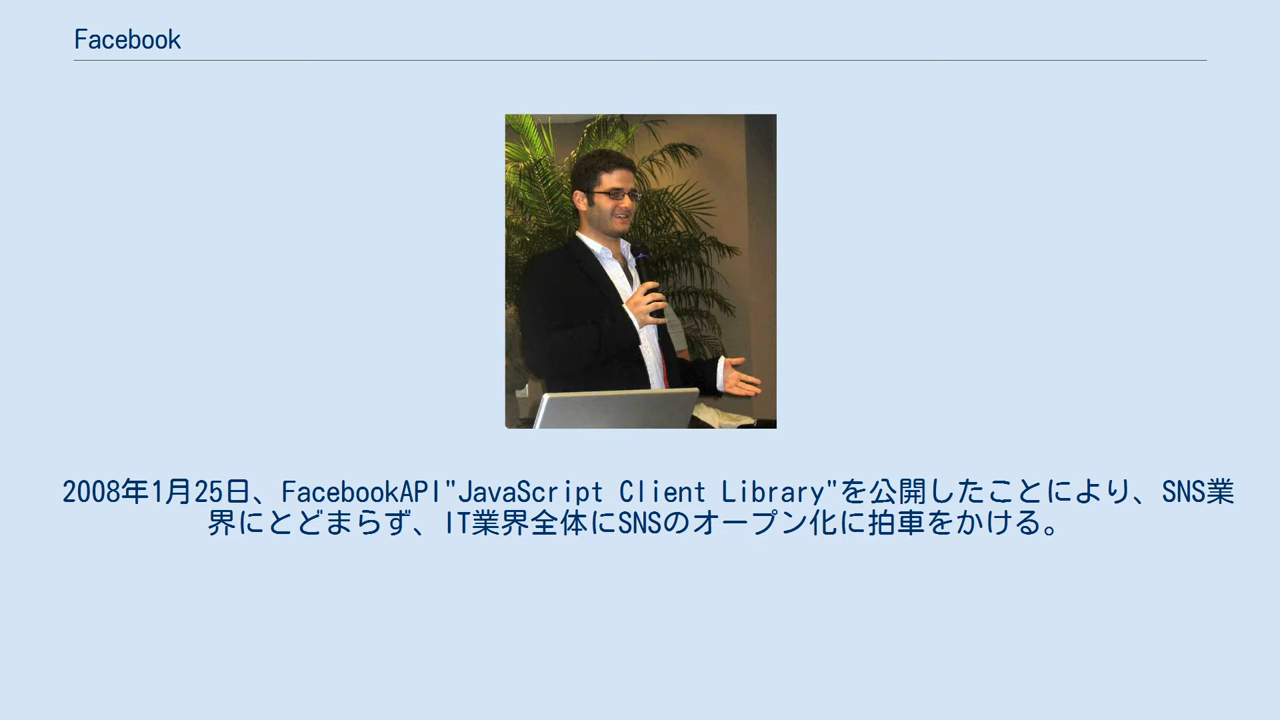 Facebook
2008年1月25日、FacebookAPI"JavaScript Client Library"を公開したことにより、SNS業
界にとどまらず、IT業界全体にSNSのオープン化に拍車をかける。